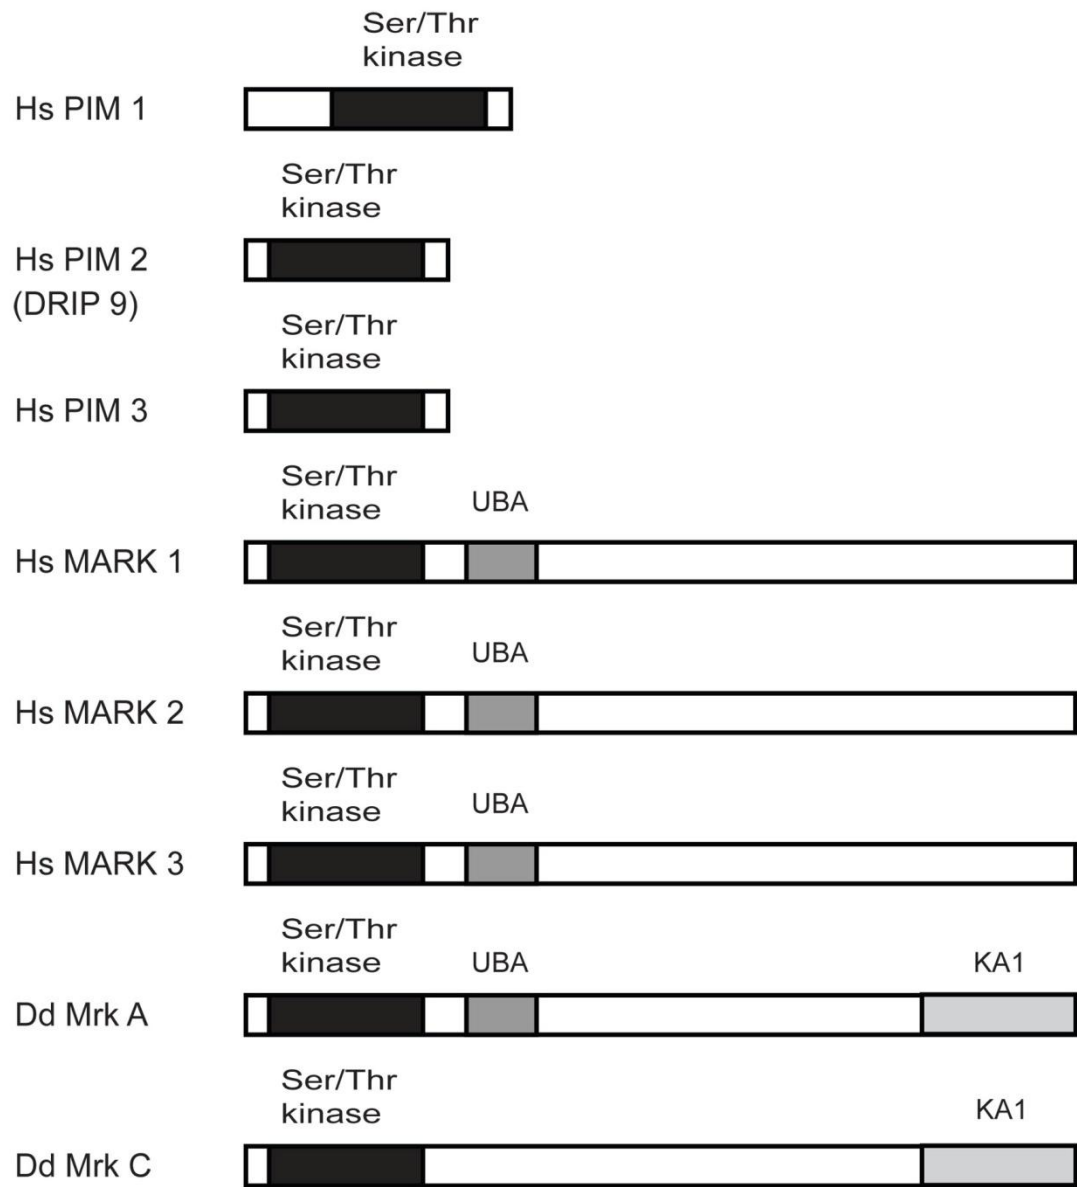 Ser/Thr
kinase
Hs PIM 1
Ser/Thr
kinase
Hs PIM 2
(DRIP 9)
Ser/Thr
kinase
Hs PIM 3
Ser/Thr
kinase
UBA
Hs MARK 1
Ser/Thr
kinase
UBA
Hs MARK 2
Ser/Thr
kinase
UBA
Hs MARK 3
Ser/Thr
kinase
UBA
KA1
Dd Mrk A
Ser/Thr
kinase
KA1
Dd Mrk C